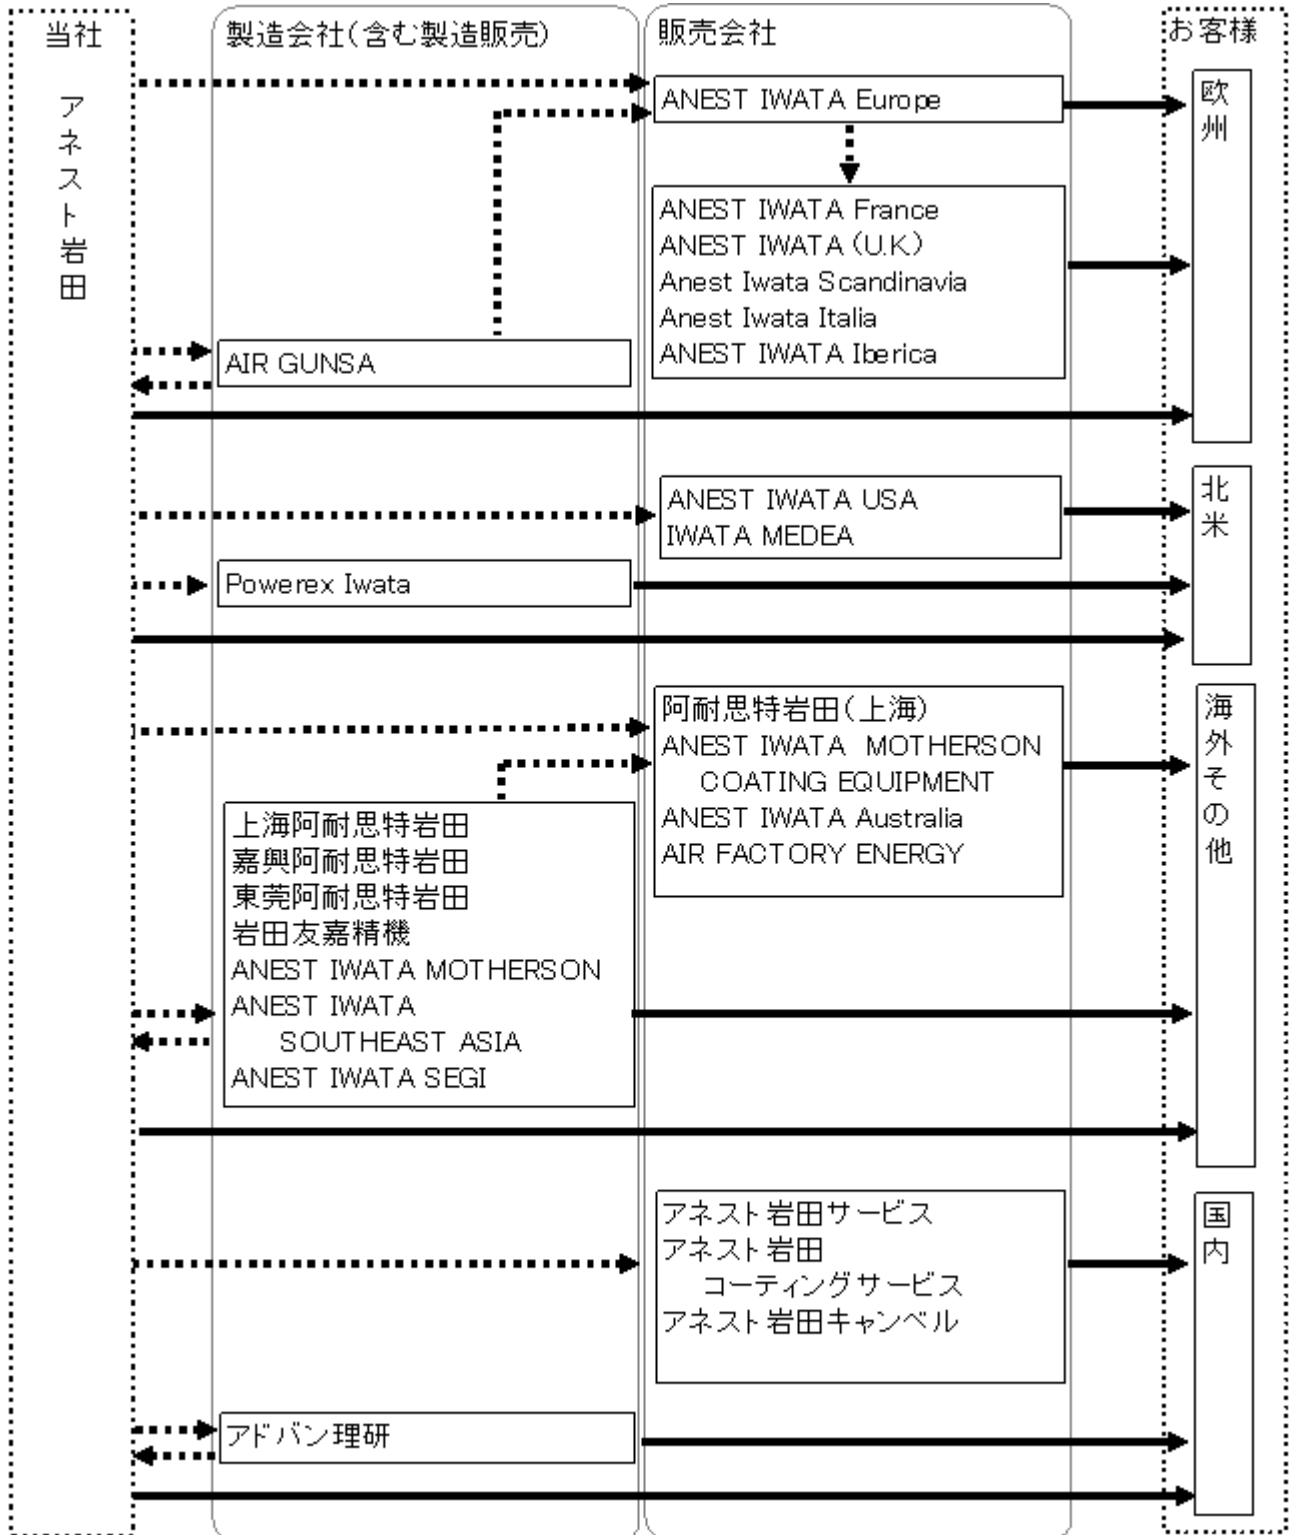 当社
アネスト岩田
製造会社(含む製造販売)
販売会社
お客様
ANEST IWATA Europe
欧州
ANEST IWATA France
ANEST IWATA (U.K)
Anest Iwata Scandinavia
Anest Iwata Italia
ANEST IWATA Iberica
AIR GUNSA
ANEST IWATA USA
IWATA MEDEA
北米
Powerex Iwata
阿耐思特岩田(上海)
ANEST IWATA MOTHERSON
COATING EQUIPMENT
ANEST IWATA Australia
AIR FACTORY ENERGY
海外その他
上海阿耐思特岩田
嘉興阿耐思特岩田
東莞阿耐思特岩田
岩田友嘉精機
ANEST IWATA MOTHERSON
ANEST IWATA
SOUTHEAST ASIA
ANEST IWATA SEGI
アネスト岩田サービス
アネスト岩田
コーティングサービス
アネスト岩田キャンベル
国内
アドバン理研